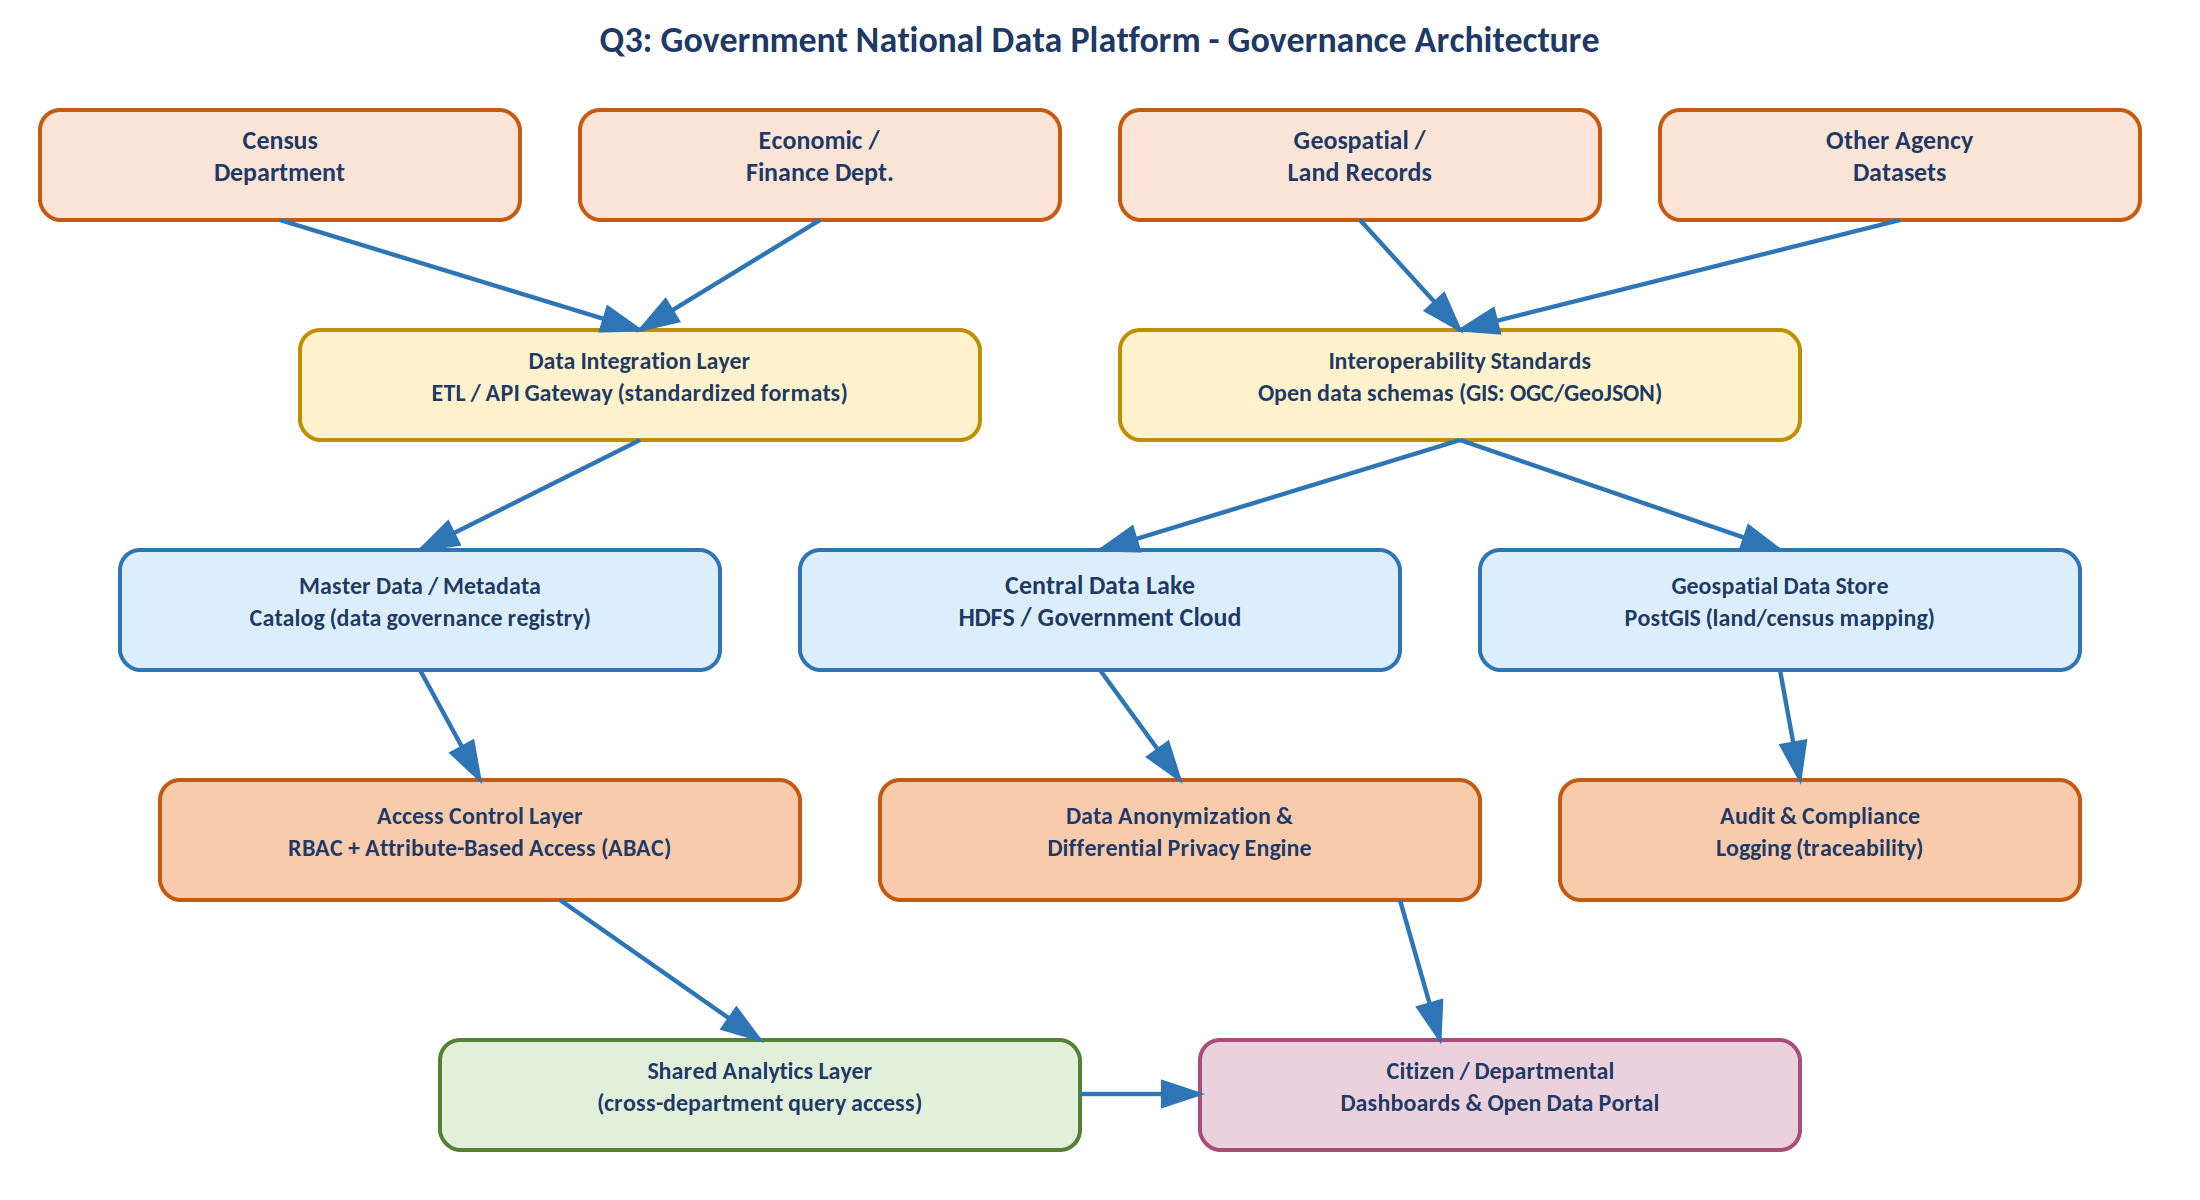 Q3: Government National Data Platform - Governance Architecture
Census
Department
Economic /
Finance Dept.
Geospatial /
Land Records
Other Agency
Datasets
Data Integration Layer
ETL / API Gateway (standardized formats)
Interoperability Standards
Open data schemas (GIS: OGC/GeoJSON)
Master Data / Metadata
Catalog (data governance registry)
Central Data Lake
HDFS / Government Cloud
Geospatial Data Store
PostGIS (land/census mapping)
Access Control Layer
RBAC + Attribute-Based Access (ABAC)
Data Anonymization &
Differential Privacy Engine
Audit & Compliance
Logging (traceability)
Shared Analytics Layer
(cross-department query access)
Citizen / Departmental
Dashboards & Open Data Portal